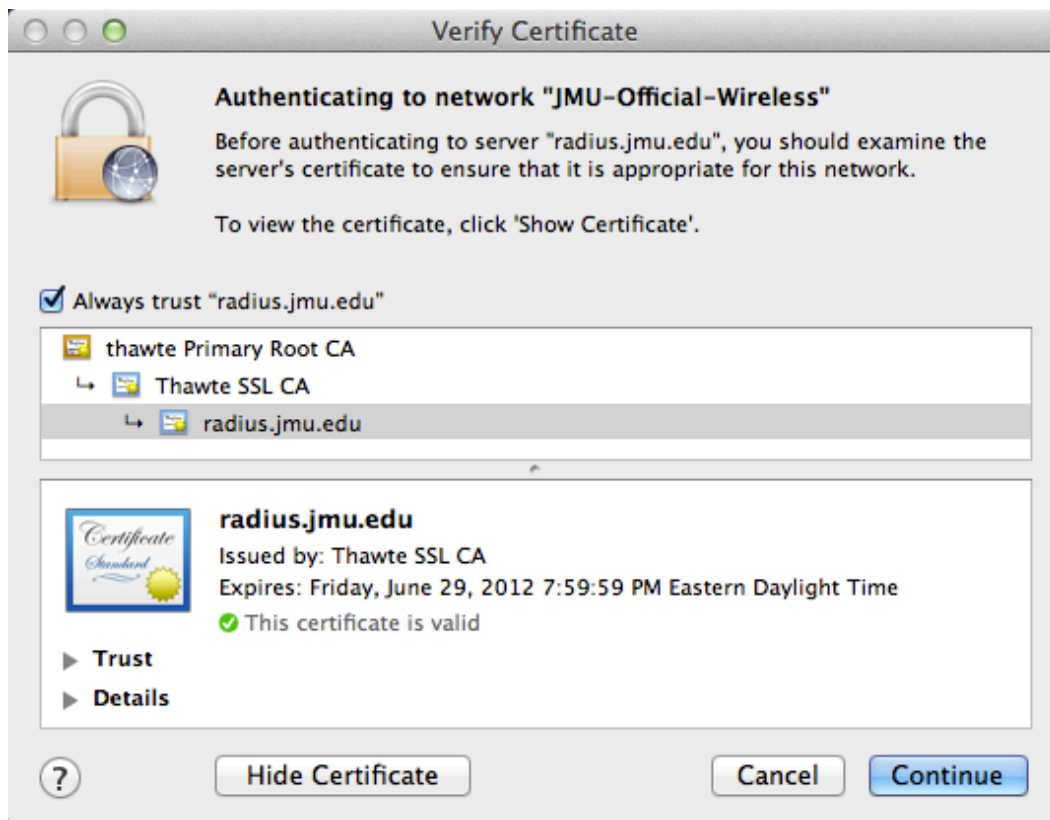 Verify Certificate
Authenticating to network "JMU-Official-Wireless"
Before authenticating to server "radius.jmu.edu", you should examine the
server's certificate to ensure that it is appropriate for this network.
To view the certificate, click 'Show Certificate'.
Always trust “radius.jmu.edu”
thawte Primary Root CA
Thawte SSL CA
radius.jmu.edu
Certificate
Standard
radius.jmu.edu
Issued by: Thawte SSL CA
Expires: Friday, June 29, 2012 7:59:59 PM Eastern Daylight Time
This certificate is valid
Trust
Details
? Hide Certificate Cancel Continue